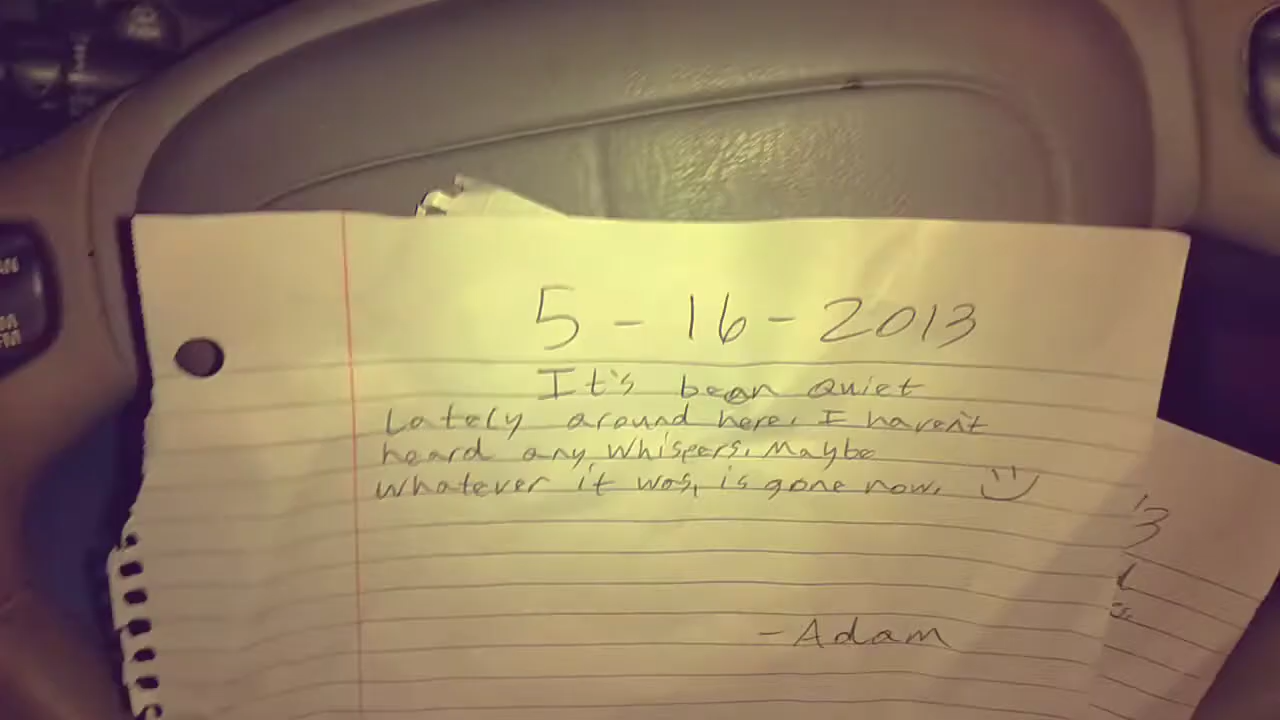 5 - 16 - 2013
It's been quiet
Lately around here. I haven't
heard any whispers. Maybe
whatever it was, is gone now. :)
- Adam